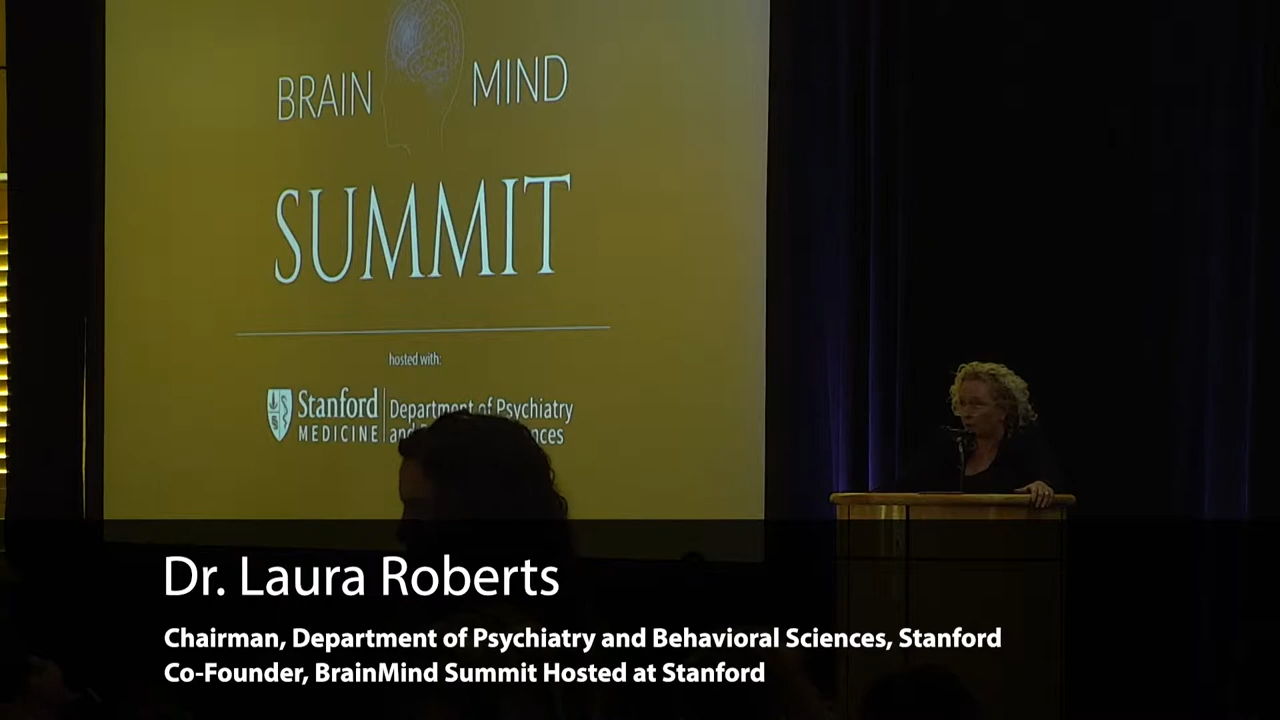 BRAIN MIND
SUMMIT
hosted with:
Stanford
MEDICINE
Department of Psychiatry
Dr. Laura Roberts
Chairman, Department of Psychiatry and Behavioral Sciences, Stanford
Co-Founder, BrainMind Summit Hosted at Stanford